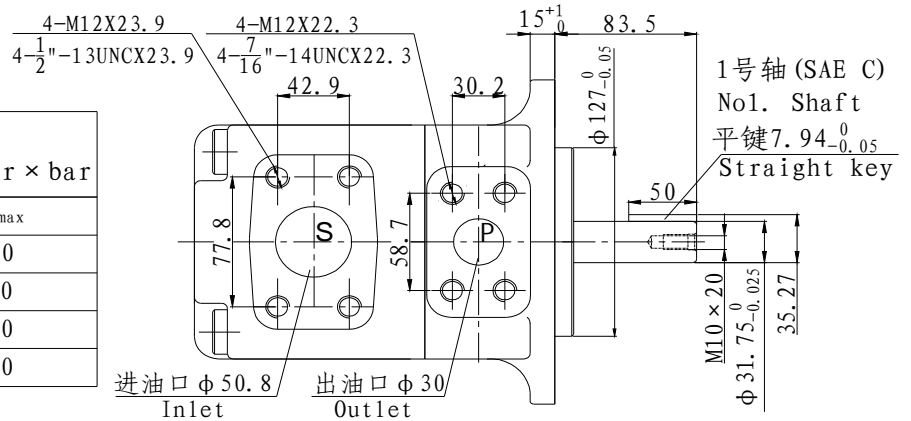 4-M12X23.9
4-1/2"-13UNCX23.9
4-M12X22.3
4-7/16"-14UNCX22.3
15+1 0
83.5
42.9
30.2
φ127-0 -0.05
1号轴(SAE C)
No1. Shaft
平键7.94 0 -0.05
Straight key
50
r×bar
max
0
0
0
0
77.8
S
58.7
P
M10×20
φ31.75 0 -0.025
35.27
进油口φ50.8
Inlet
出油口φ30
Outlet